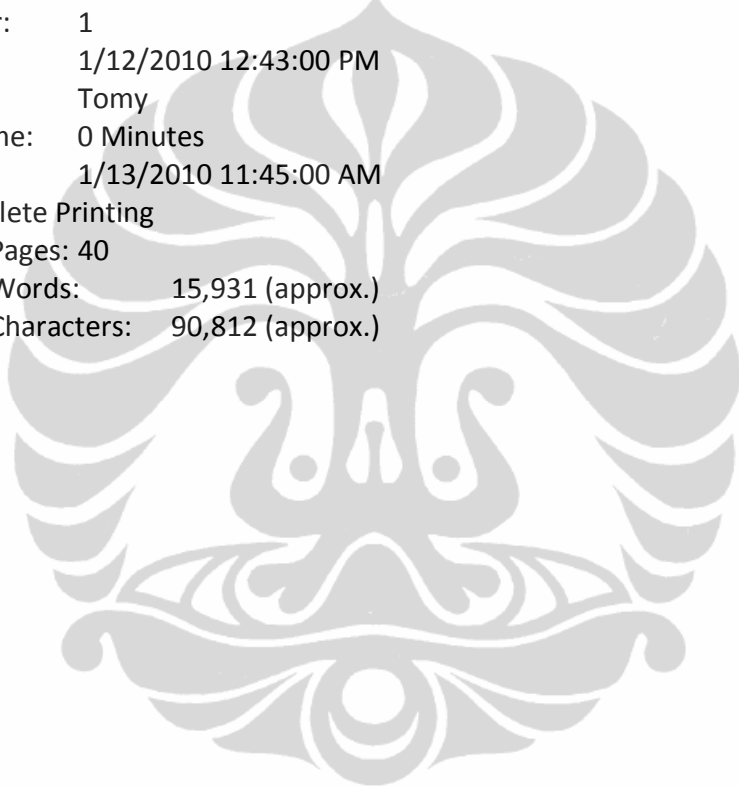 r: 1
1/12/2010 12:43:00 PM
Tomy
me: 0 Minutes
1/13/2010 11:45:00 AM
lete Printing
Pages: 40
Words: 15,931 (approx.)
Characters: 90,812 (approx.)